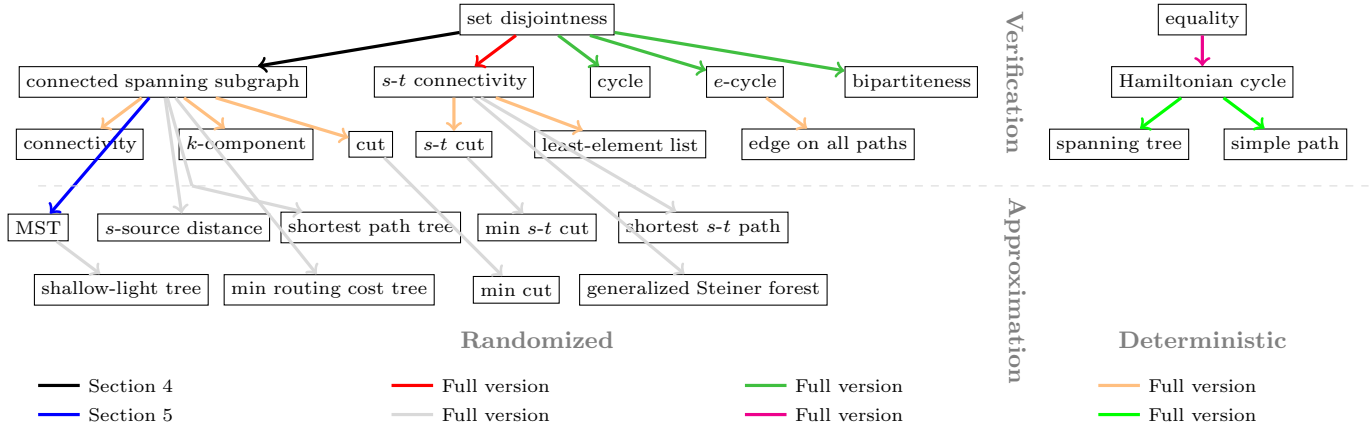 set disjointness
equality
connected spanning subgraph
s-t connectivity
cycle
e-cycle
bipartiteness
Hamiltonian cycle
Verification
connectivity
k-component
cut
s-t cut
least-element list
edge on all paths
spanning tree
simple path
MST
s-source distance
shortest path tree
min s-t cut
shortest s-t path
Approximation
shallow-light tree
min routing cost tree
min cut
generalized Steiner forest
Randomized
Deterministic
Section 4
Full version
Full version
Full version
Section 5
Full version
Full version
Full version